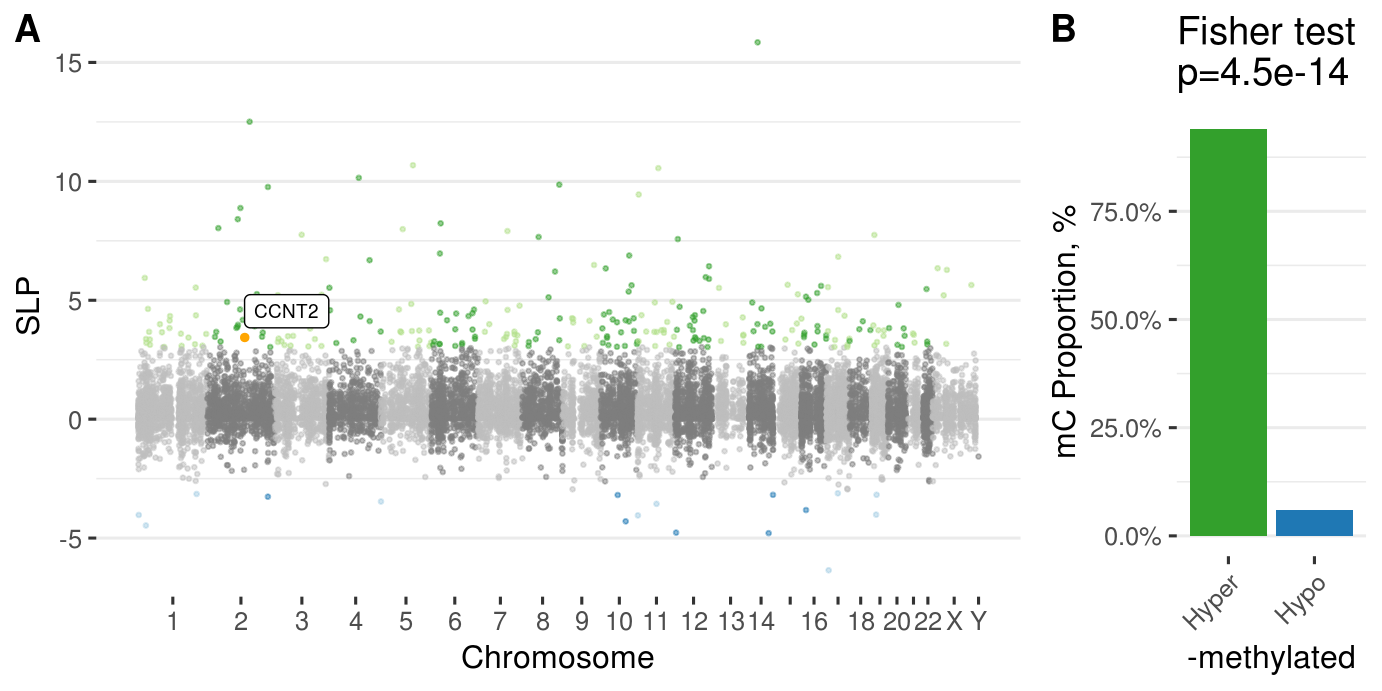 A
SLP
15
10
5
0
-5
CCNT2
1 2 3 4 5 6 7 8 9 10 11 12 13 14 16 18 20 22 X Y
Chromosome
B
Fisher test
p=4.5e-14
mC Proportion, %
75.0%
50.0%
25.0%
0.0%
Hyper
Hypo
-methylated